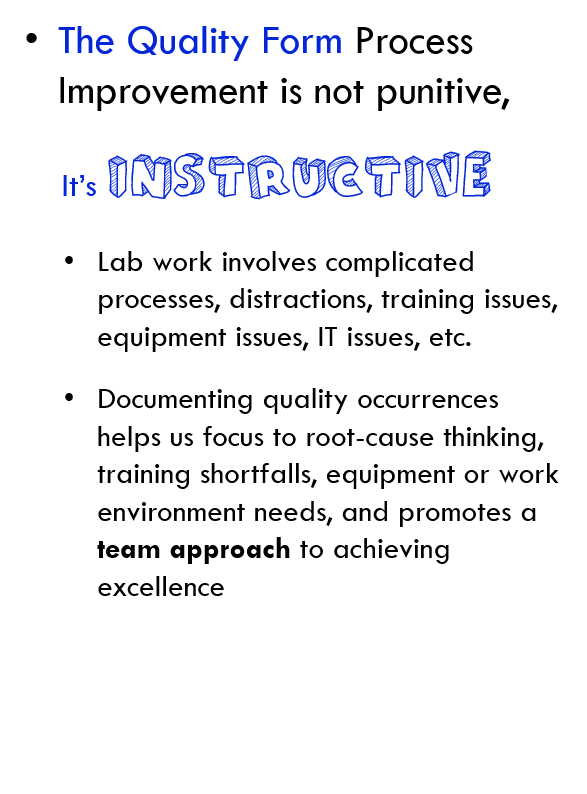 • The Quality Form Process
Improvement is not punitive,
It’s INSTRUCTIVE
• Lab work involves complicated
processes, distractions, training issues,
equipment issues, IT issues, etc.
• Documenting quality occurrences
helps us focus to root-cause thinking,
training shortfalls, equipment or work
environment needs, and promotes a
team approach to achieving
excellence